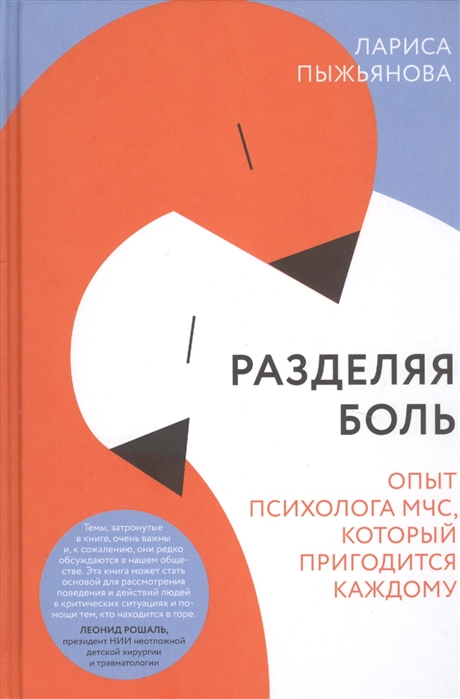 ЛАРИСА
ПЫЖЬЯНОВА
РАЗДЕЛЯЯ
БОЛЬ
ОПЫТ
ПСИХОЛОГА МЧС,
КОТОРЫЙ
ПРИГОДИТСЯ
КАЖДОМУ
Темы, затронутые
в книге, очень важны
и, к сожалению, они редко
обсуждаются в нашем обще-
стве. Эта книга может стать
основой для рассмотрения
поведения и действий людей
в критических ситуациях и по-
мощи тем, кто находится в горе.
ЛЕОНИД РОШАЛЬ,
президент НИИ неотложной
детской хирургии
и травматологии